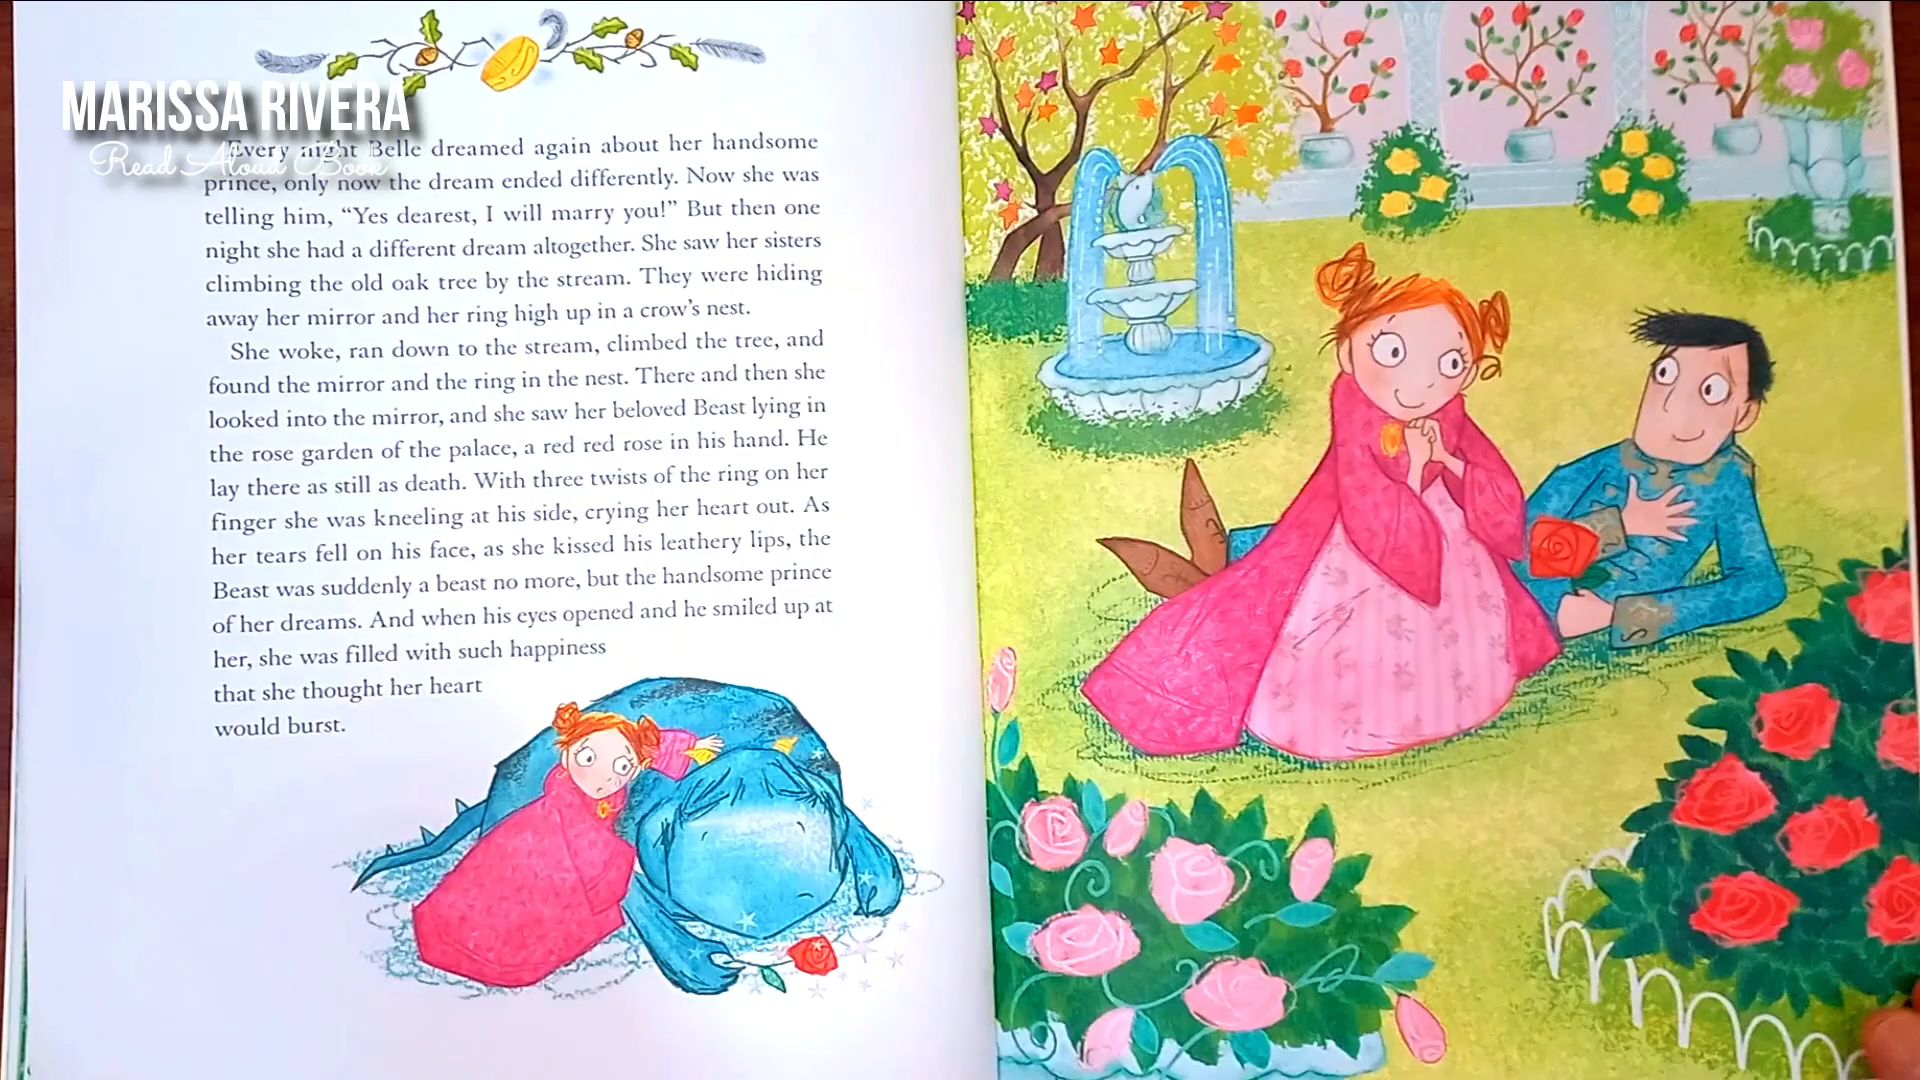 MARISSA RIVERA
Read Aloud Book
Every night Belle dreamed again about her handsome
prince, only now the dream ended differently. Now she was
telling him, “Yes dearest, I will marry you!” But then one
night she had a different dream altogether. She saw her sisters
climbing the old oak tree by the stream. They were hiding
away her mirror and her ring high up in a crow’s nest.
She woke, ran down to the stream, climbed the tree, and
found the mirror and the ring in the nest. There and then she
looked into the mirror, and she saw her beloved Beast lying in
the rose garden of the palace, a red red rose in his hand. He
lay there as still as death. With three twists of the ring on her
finger she was kneeling at his side, crying her heart out. As
her tears fell on his face, as she kissed his leathery lips, the
Beast was suddenly a beast no more, but the handsome prince
of her dreams. And when his eyes opened and he smiled up at
her, she was filled with such happiness
that she thought her heart
would burst.